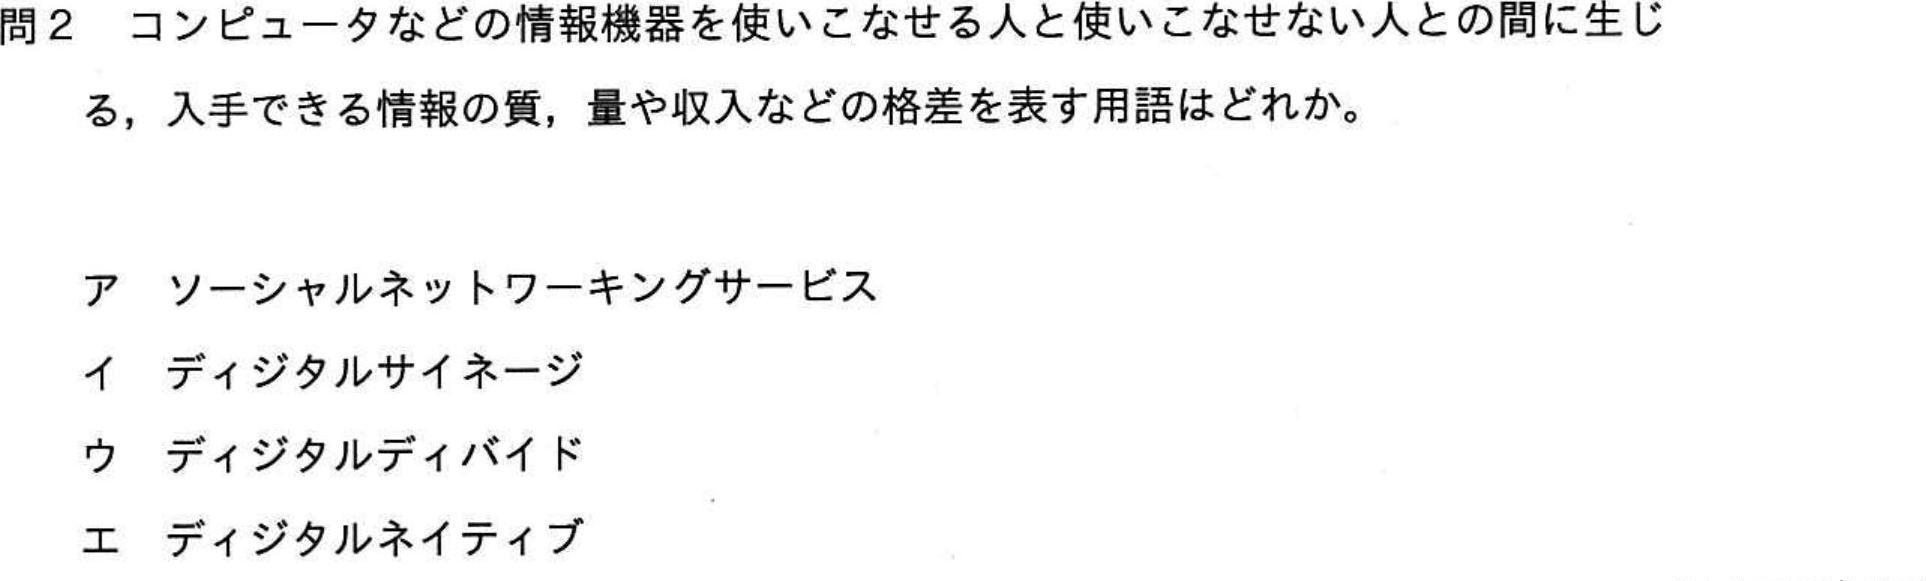 問２　コンピュータなどの情報機器を使いこなせる人と使いこなせない人との間に生じ
る，入手できる情報の質，量や収入などの格差を表す用語はどれか。
ア　ソーシャルネットワーキングサービス
イ　ディジタルサイネージ
ウ　ディジタルディバイド
エ　ディジタルネイティブ